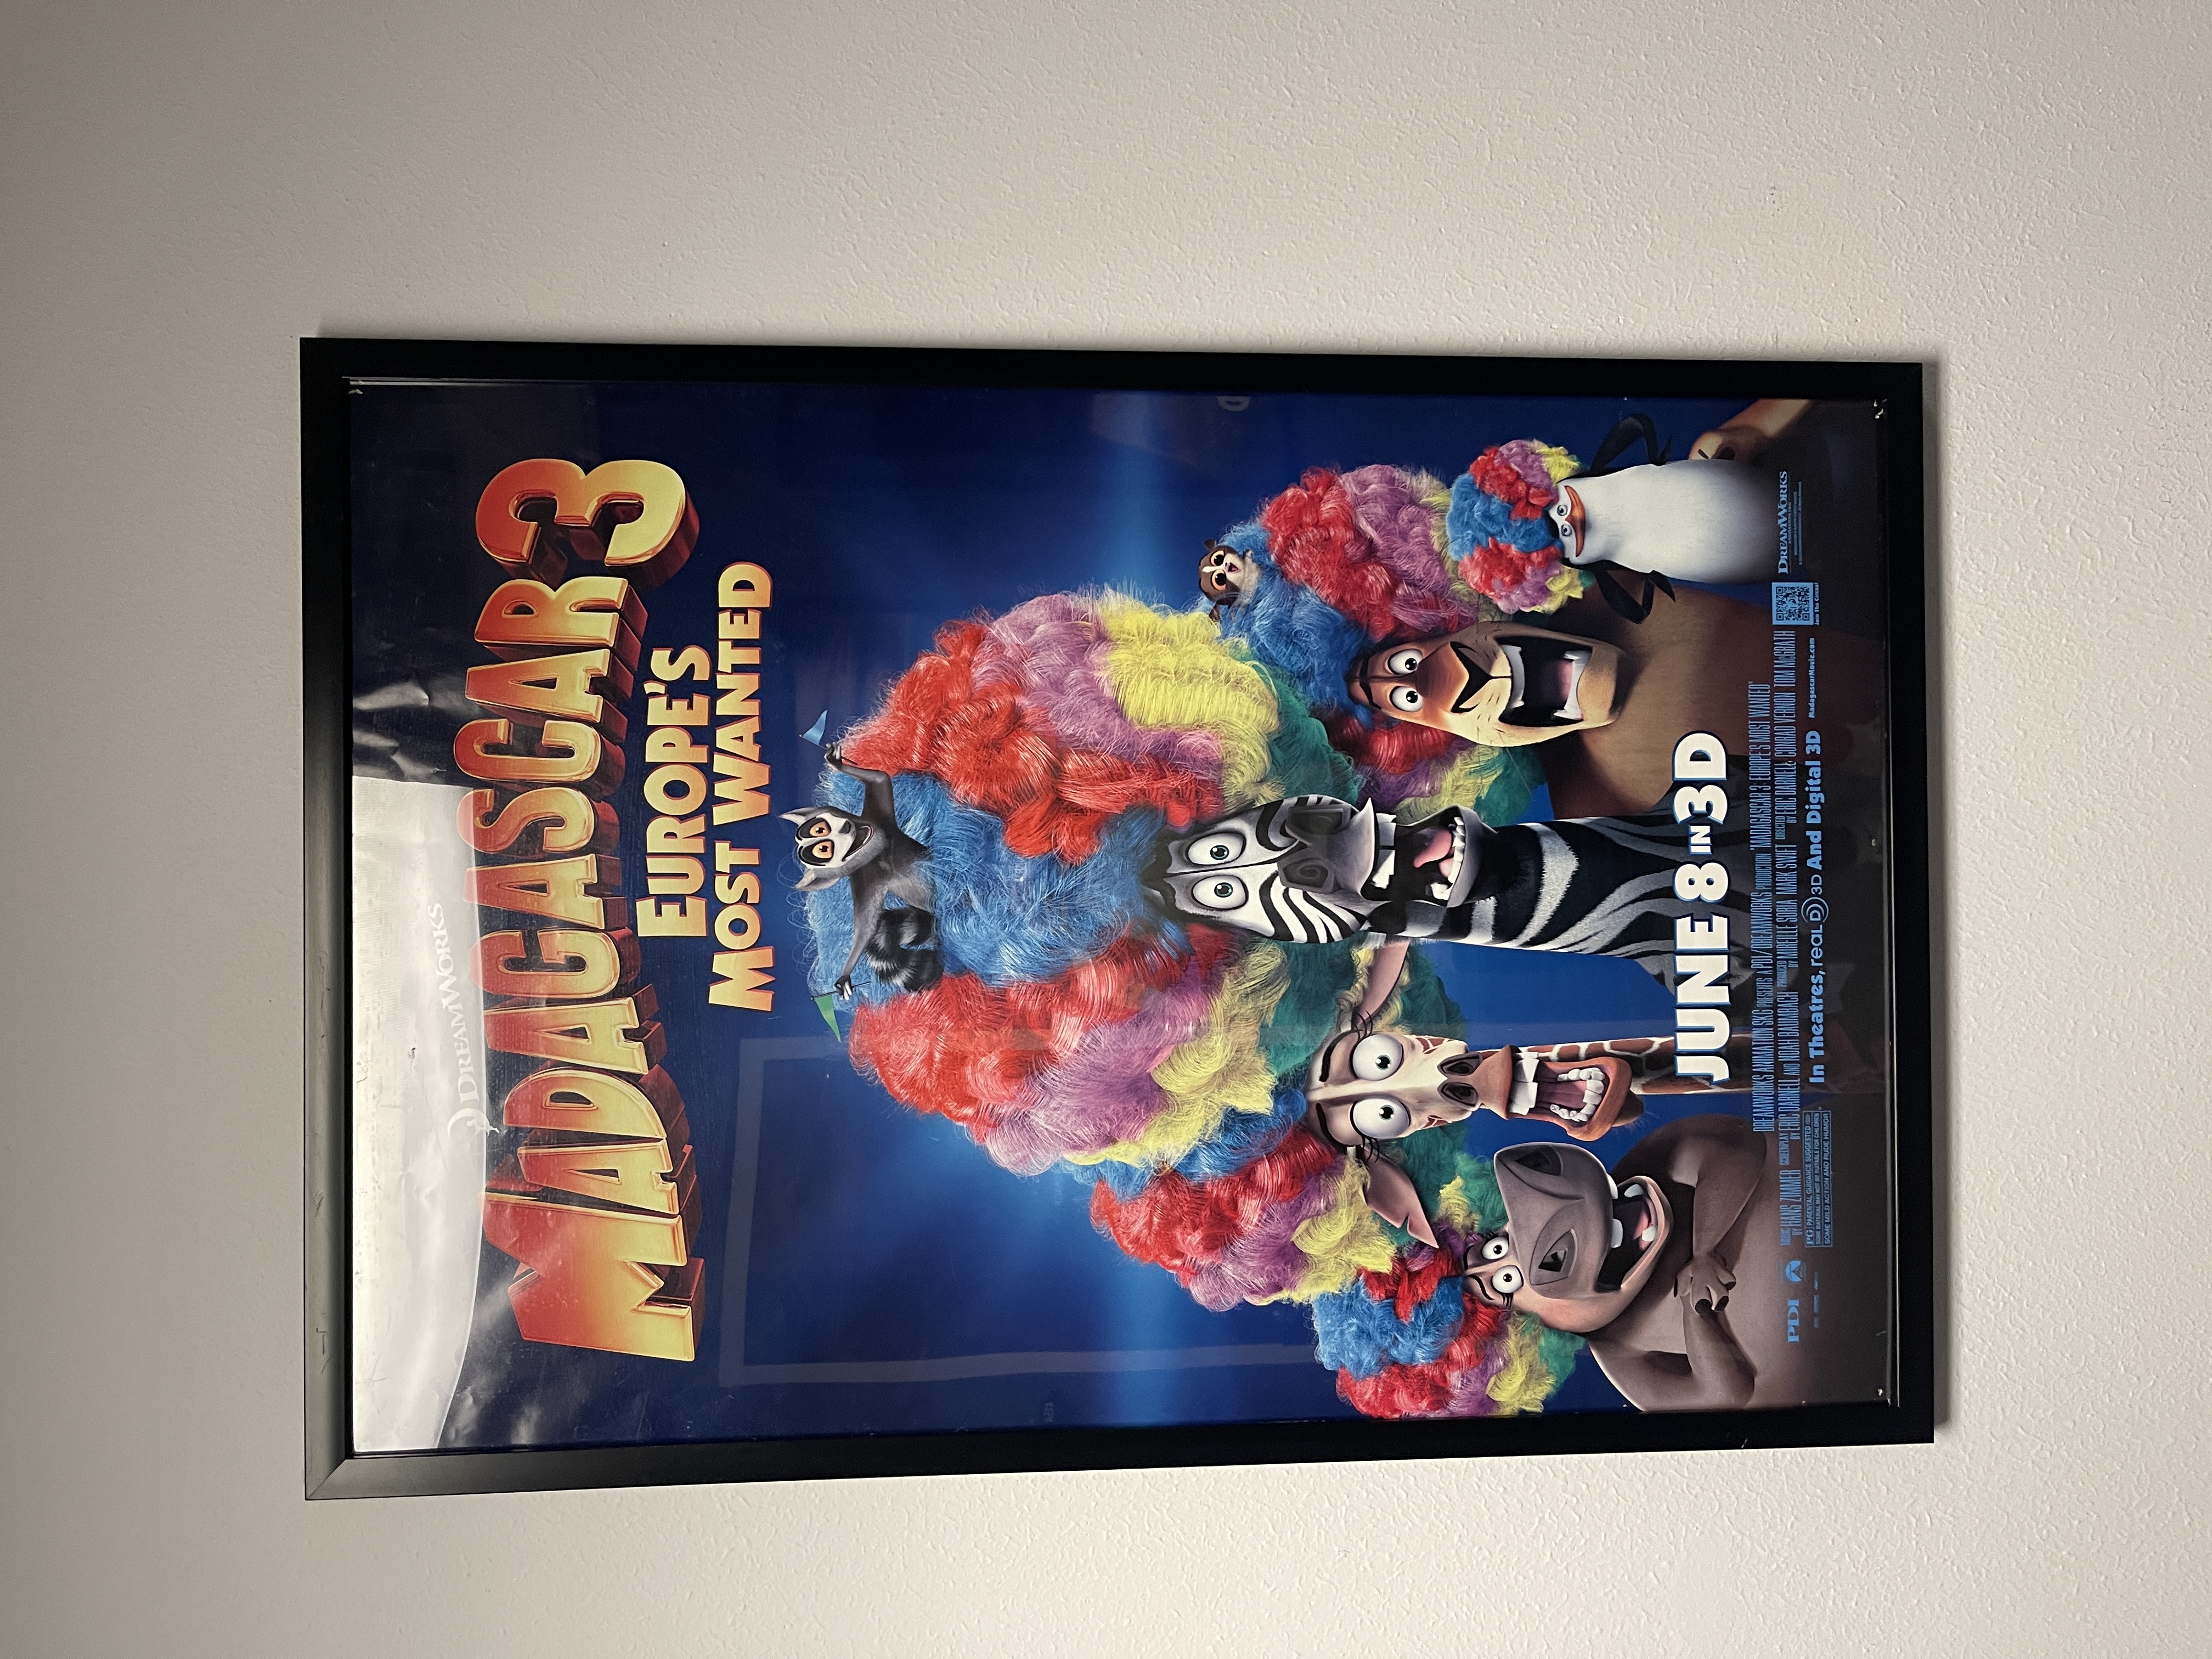 DREAMWORKS
MADAGASCAR 3
EUROPE'S
MOST WANTED
JUNE 8 IN 3D
DREAMWORKS ANIMATION SKG PRESENTS A PDI/DREAMWORKS PRODUCTION "MADAGASCAR 3: EUROPE'S MOST WANTED"
MUSIC BY HANS ZIMMER SCREENPLAY BY ERIC DARNELL AND NOAH BAUMBACH PRODUCED BY MIREILLE SORIA MARK SWIFT DIRECTED BY ERIC DARNELL CONRAD VERNON TOM McGRATH
PDI
PG PARENTAL GUIDANCE SUGGESTED
SOME MATERIAL MAY NOT BE SUITABLE FOR CHILDREN
SOME MILD ACTION AND RUDE HUMOR
In Theatres, REAL D 3D And Digital 3D
MadagascarMovie.com
Join The Circus!
DREAMWORKS